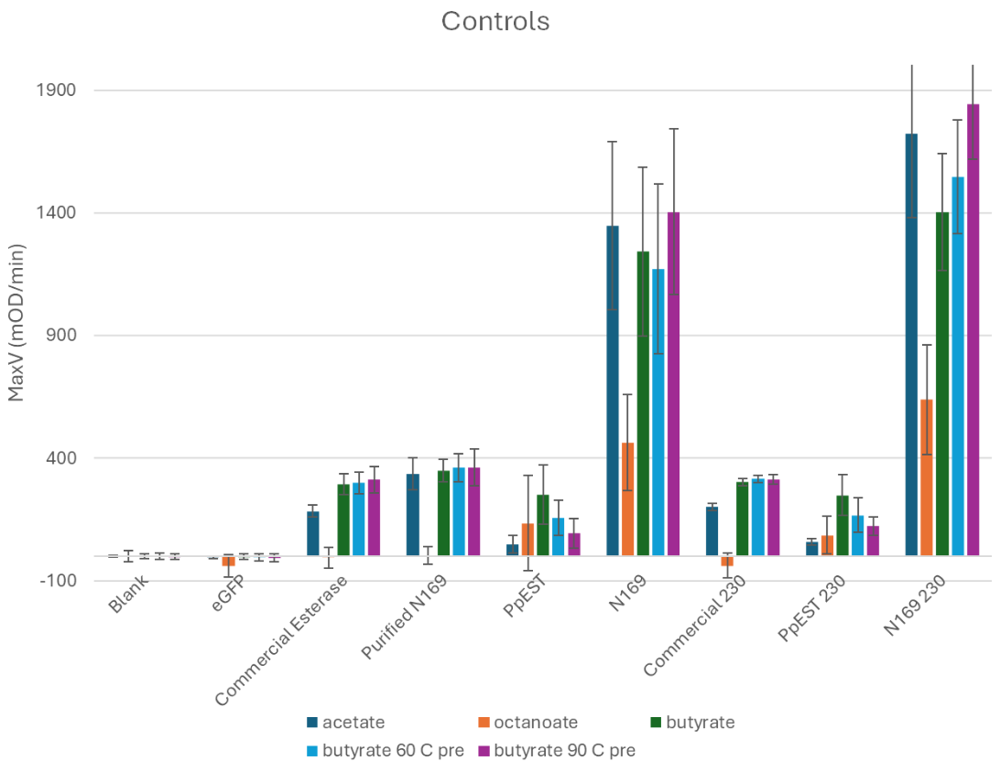 Controls
MaxV (mOD/min)
1900
1400
900
400
-100
Blank
eGFP
Commercial Esterase
Purified N169
PpEST
N169
Commercial 230
PpEST 230
N169 230
acetate
octanoate
butyrate
butyrate 60 C pre
butyrate 90 C pre